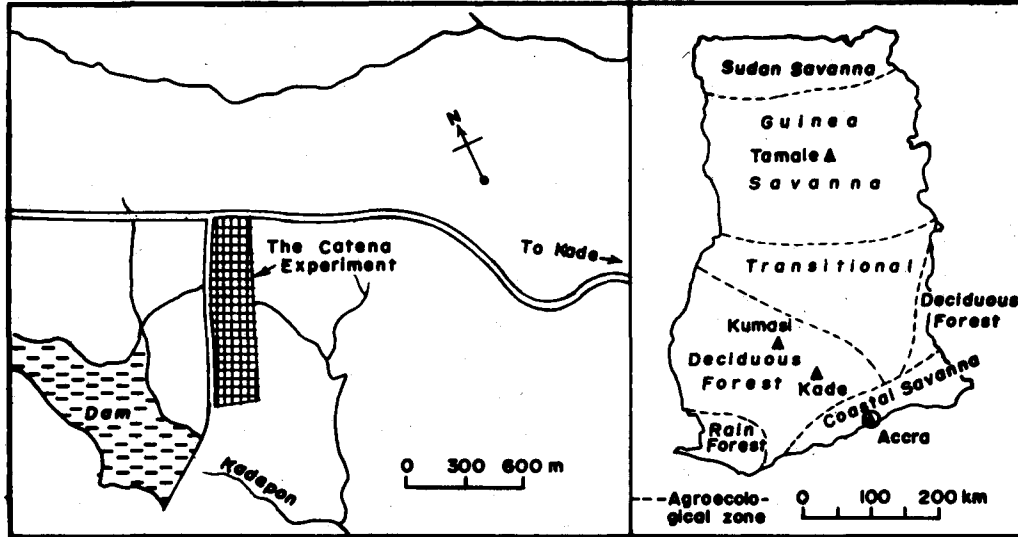 N
The Catena
Experiment
To Kade
Dam
Kadepon
0 300 600 m
Sudan Savanna
Guinea
Tamale
Savanna
Transitional
Deciduous
Forest
Kumasi
Deciduous
Forest
Kade
Coastal Savanna
Rain
Forest
Accra
Agroecolo-
gical zone
0 100 200 km